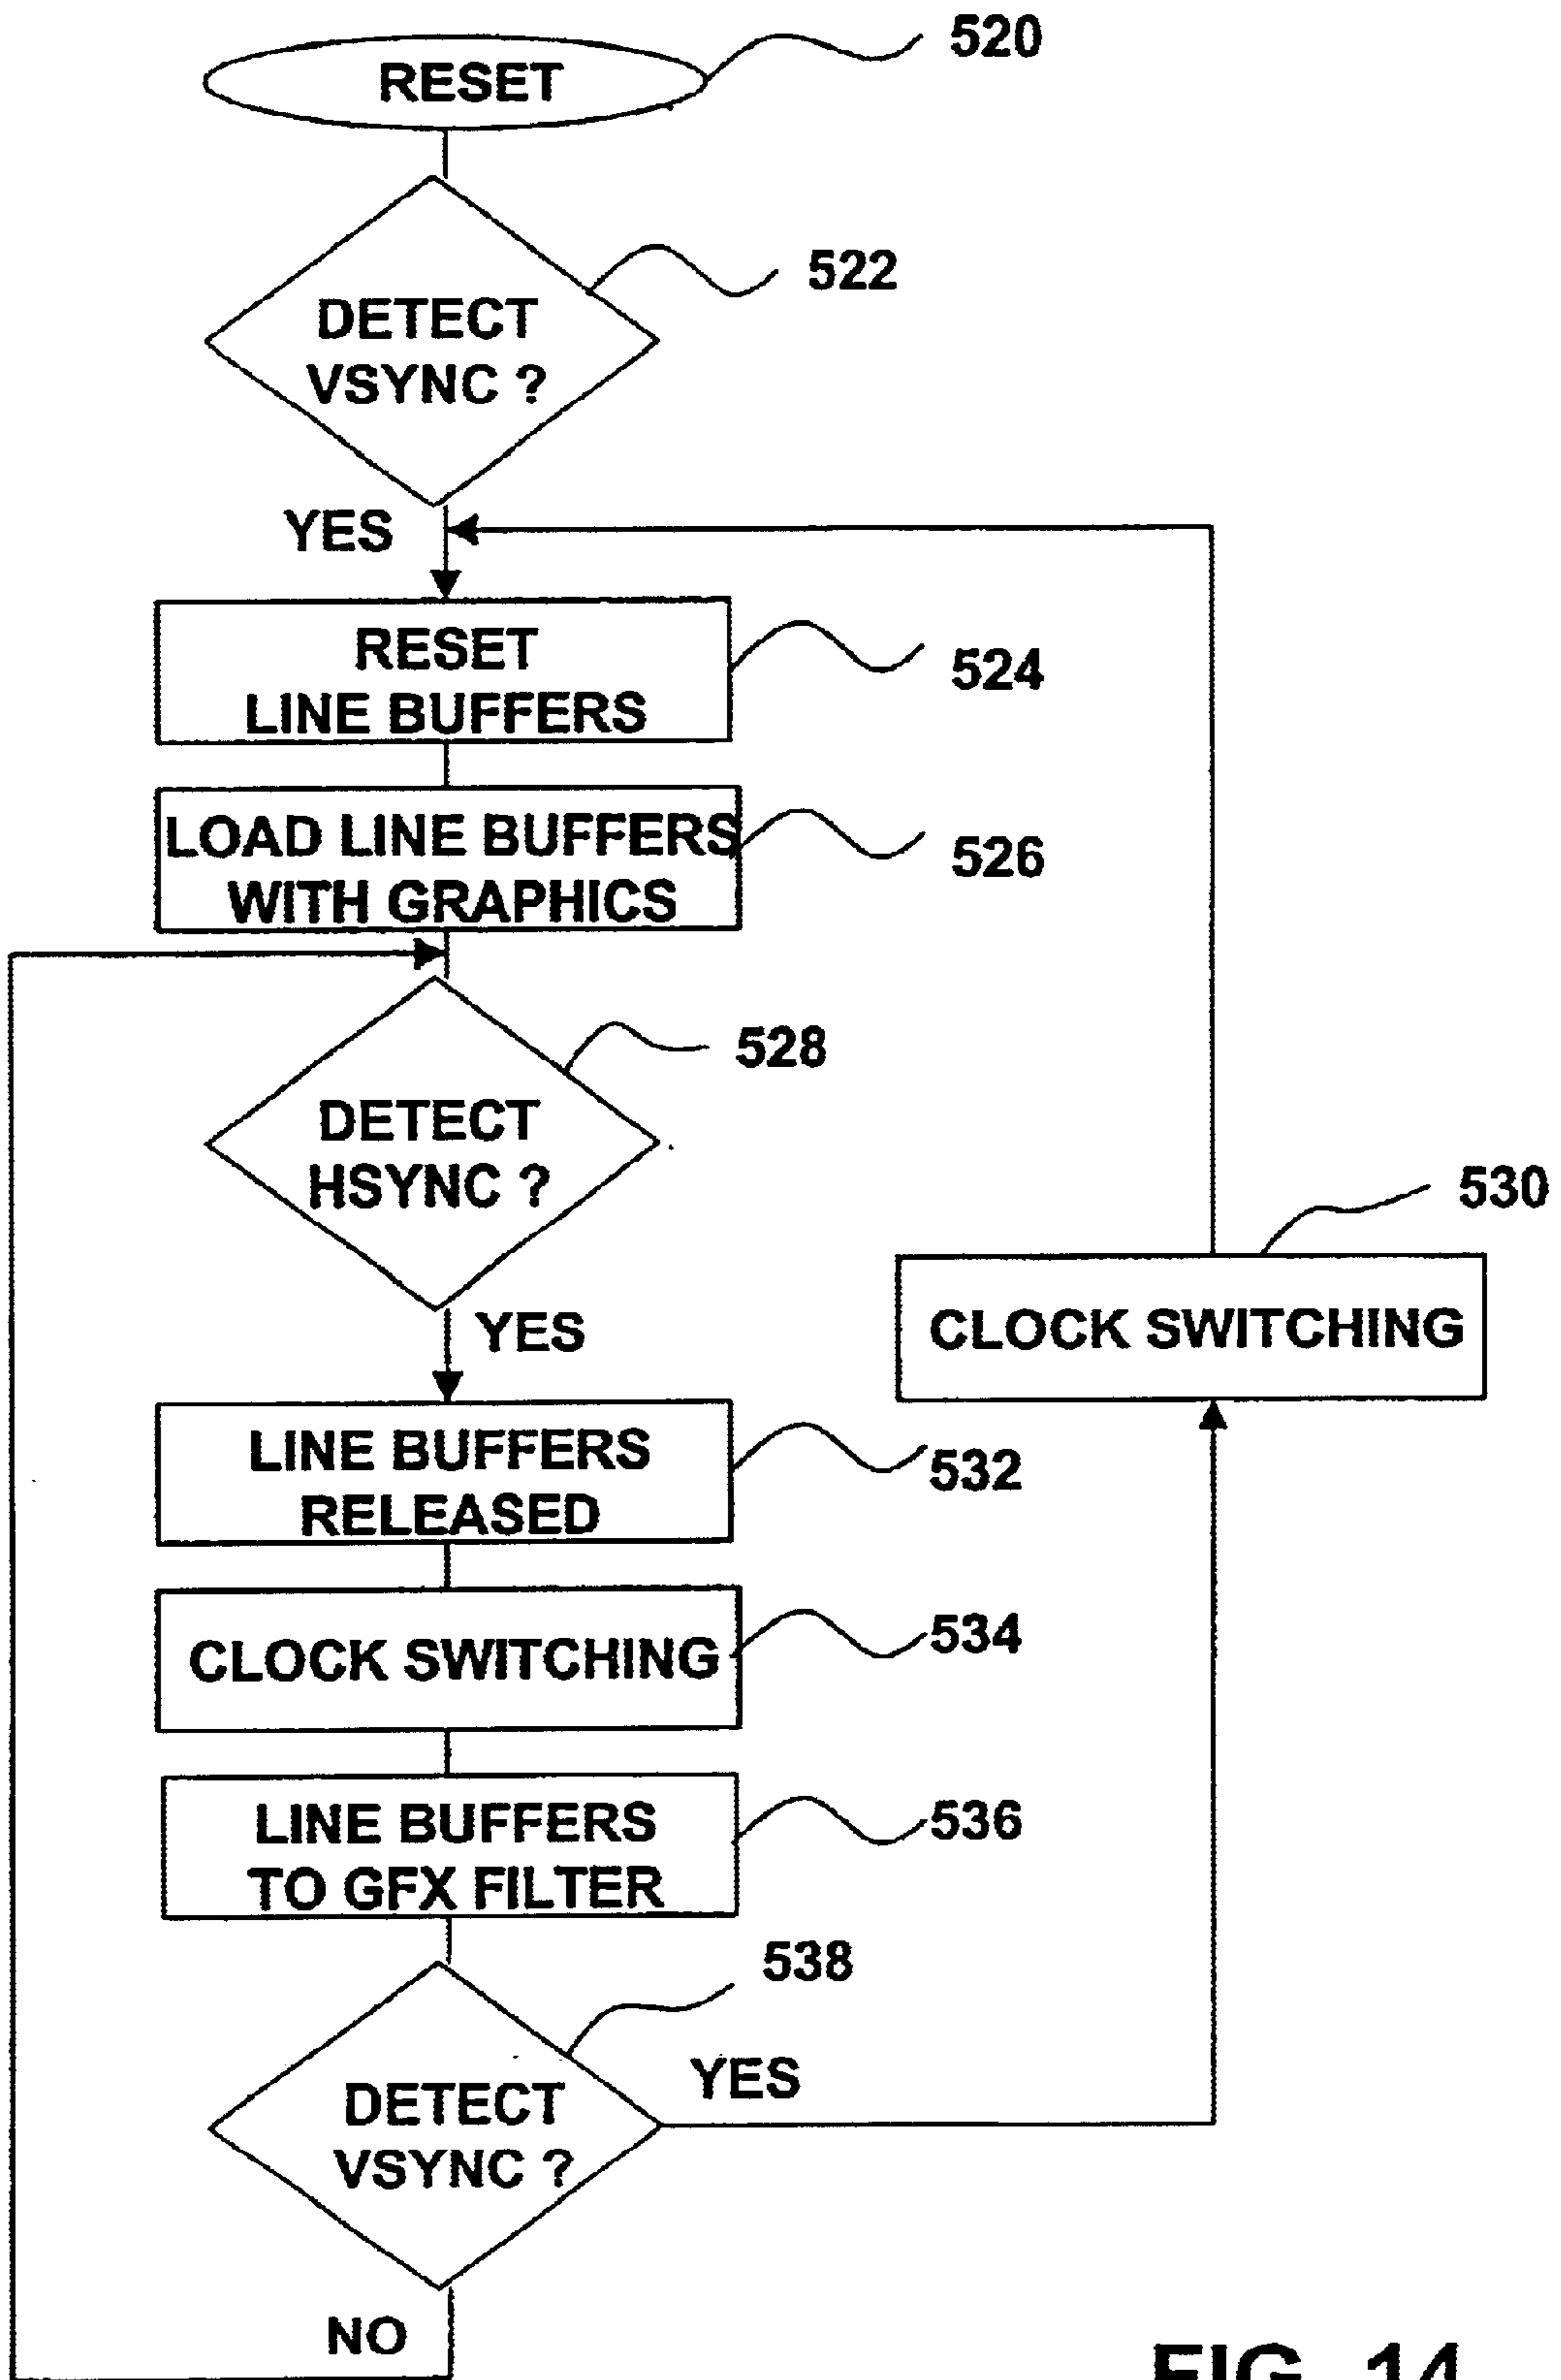 RESET
520
DETECT
VSYNC ?
522
YES
RESET
LINE BUFFERS
524
LOAD LINE BUFFERS
WITH GRAPHICS
526
DETECT
HSYNC ?
528
YES
530
CLOCK SWITCHING
LINE BUFFERS
RELEASED
532
CLOCK SWITCHING
534
LINE BUFFERS
TO GFX FILTER
536
538
DETECT
VSYNC ?
YES
NO
FIG. 14